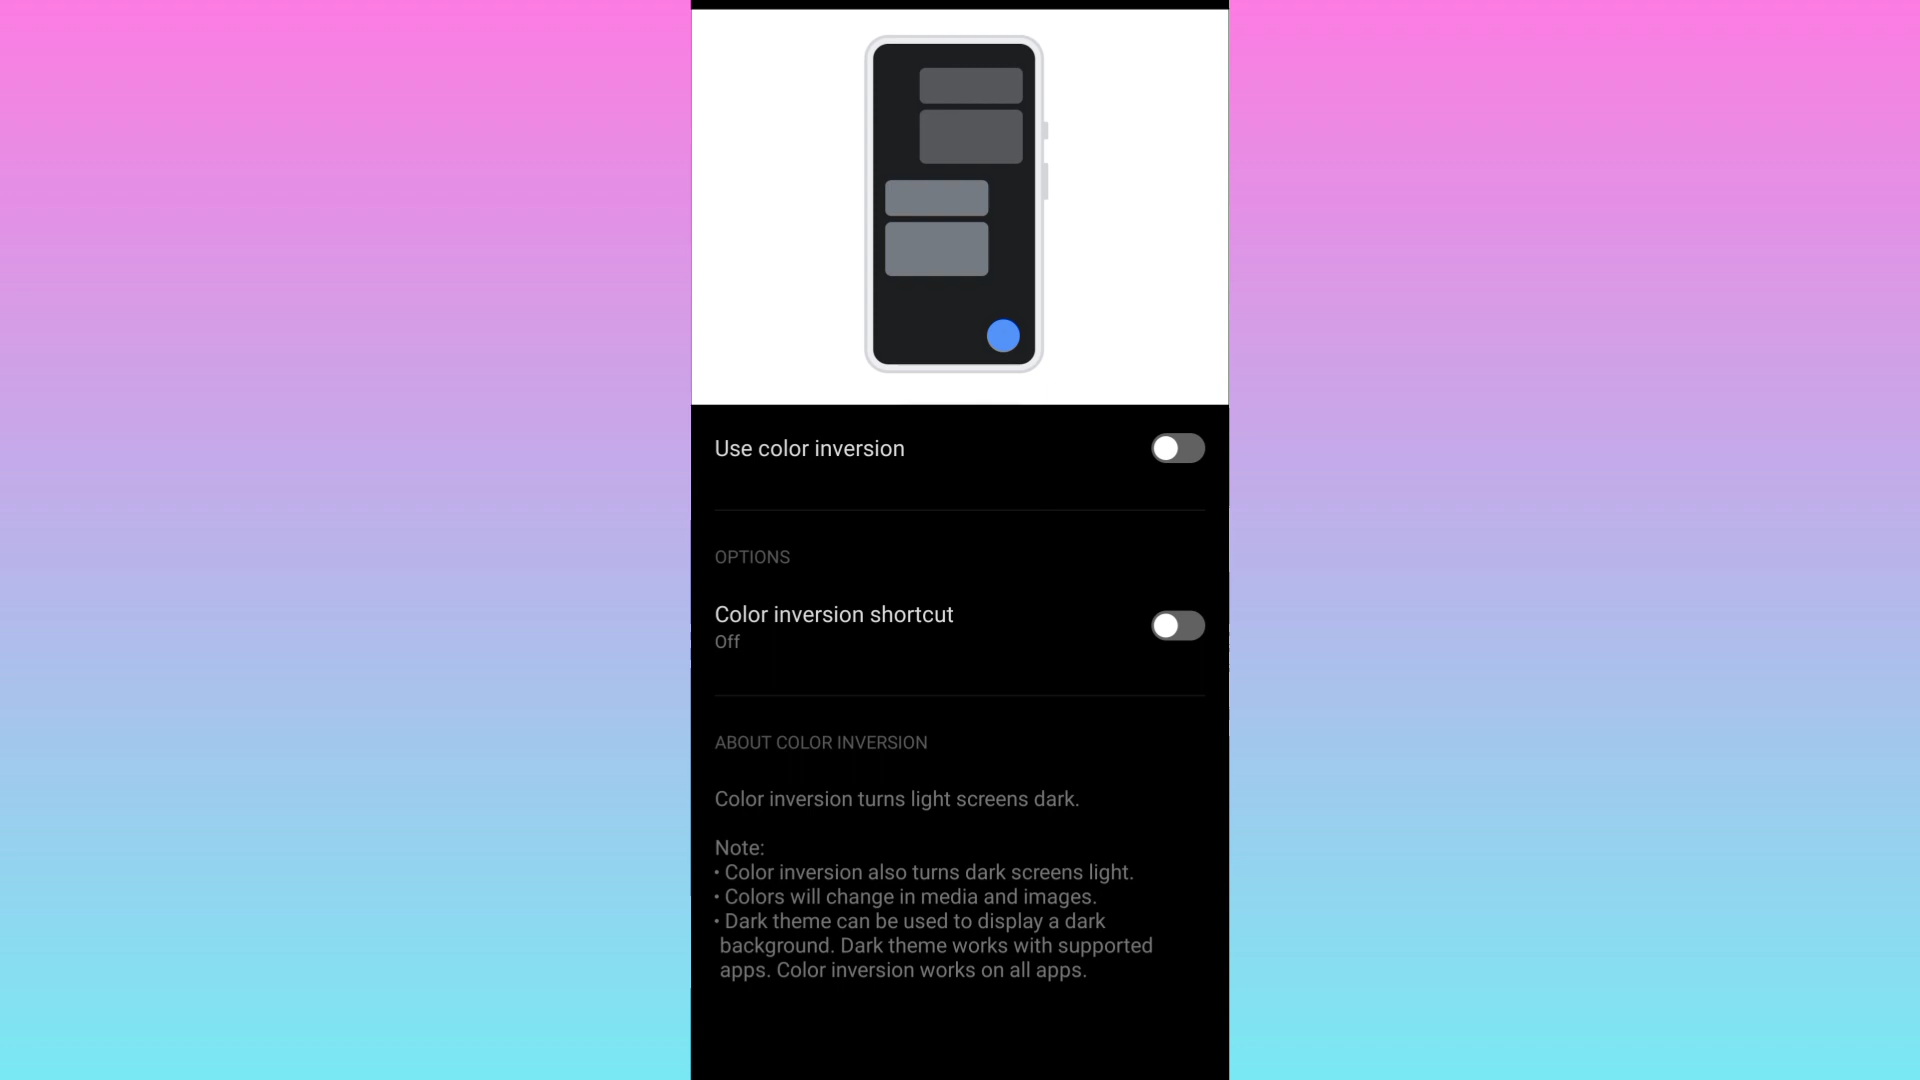 Use color inversion
OPTIONS
Color inversion shortcut
Off
ABOUT COLOR INVERSION
Color inversion turns light screens dark.
Note:
• Color inversion also turns dark screens light.
• Colors will change in media and images.
• Dark theme can be used to display a dark
background. Dark theme works with supported
apps. Color inversion works on all apps.